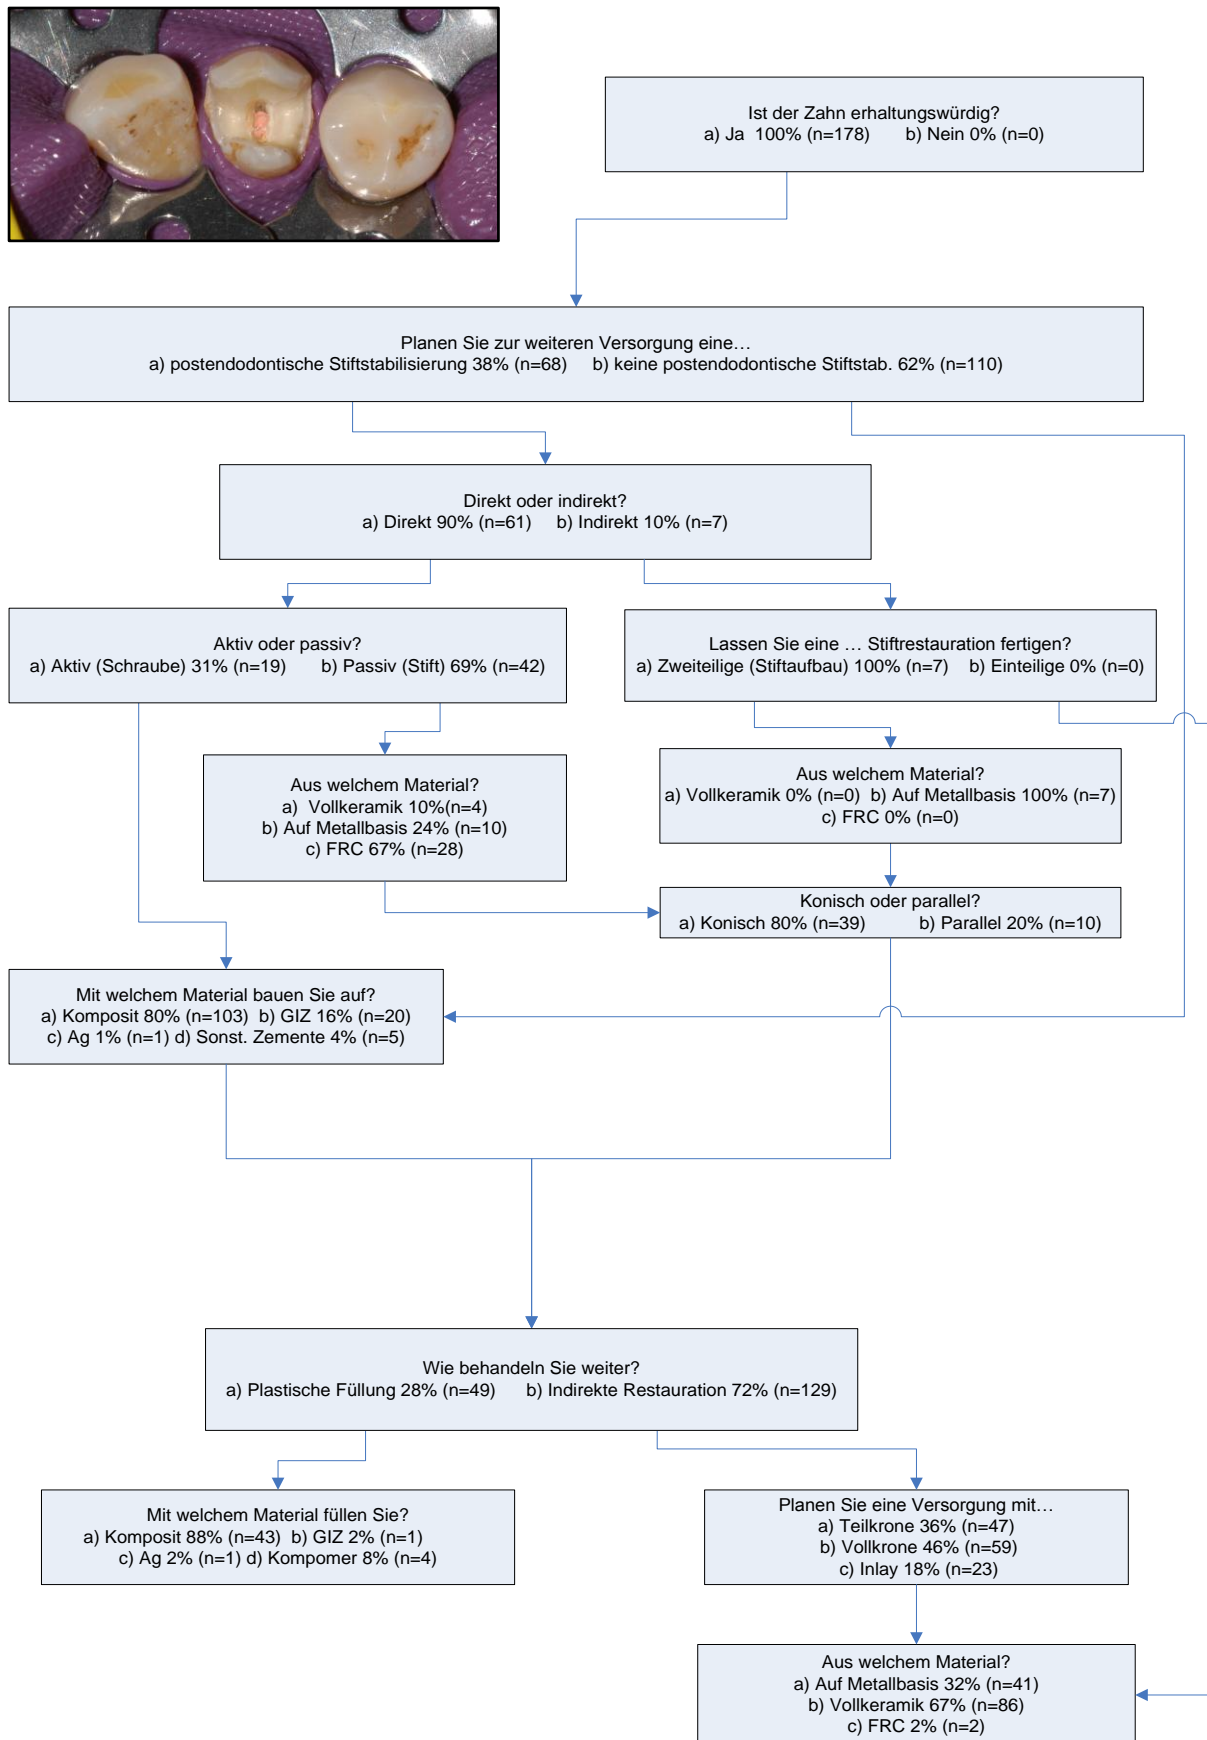 Ist der Zahn erhaltungswürdig?
a) Ja 100% (n=178) b) Nein 0% (n=0)
Planen Sie zur weiteren Versorgung eine…
a) postendodontische Stiftstabilisierung 38% (n=68) b) keine postendodontische Stiftstab. 62% (n=110)
Direkt oder indirekt?
a) Direkt 90% (n=61) b) Indirekt 10% (n=7)
Aktiv oder passiv?
a) Aktiv (Schraube) 31% (n=19) b) Passiv (Stift) 69% (n=42)
Lassen Sie eine … Stiftrestauration fertigen?
a) Zweiteilige (Stiftaufbau) 100% (n=7) b) Einteilige 0% (n=0)
Aus welchem Material?
a) Vollkeramik 10%(n=4)
b) Auf Metallbasis 24% (n=10)
c) FRC 67% (n=28)
Aus welchem Material?
a) Vollkeramik 0% (n=0) b) Auf Metallbasis 100% (n=7)
c) FRC 0% (n=0)
Konisch oder parallel?
a) Konisch 80% (n=39) b) Parallel 20% (n=10)
Mit welchem Material bauen Sie auf?
a) Komposit 80% (n=103) b) GIZ 16% (n=20)
c) Ag 1% (n=1) d) Sonst. Zemente 4% (n=5)
Wie behandeln Sie weiter?
a) Plastische Füllung 28% (n=49) b) Indirekte Restauration 72% (n=129)
Mit welchem Material füllen Sie?
a) Komposit 88% (n=43) b) GIZ 2% (n=1)
c) Ag 2% (n=1) d) Kompomer 8% (n=4)
Planen Sie eine Versorgung mit…
a) Teilkrone 36% (n=47)
b) Vollkrone 46% (n=59)
c) Inlay 18% (n=23)
Aus welchem Material?
a) Auf Metallbasis 32% (n=41)
b) Vollkeramik 67% (n=86)
c) FRC 2% (n=2)